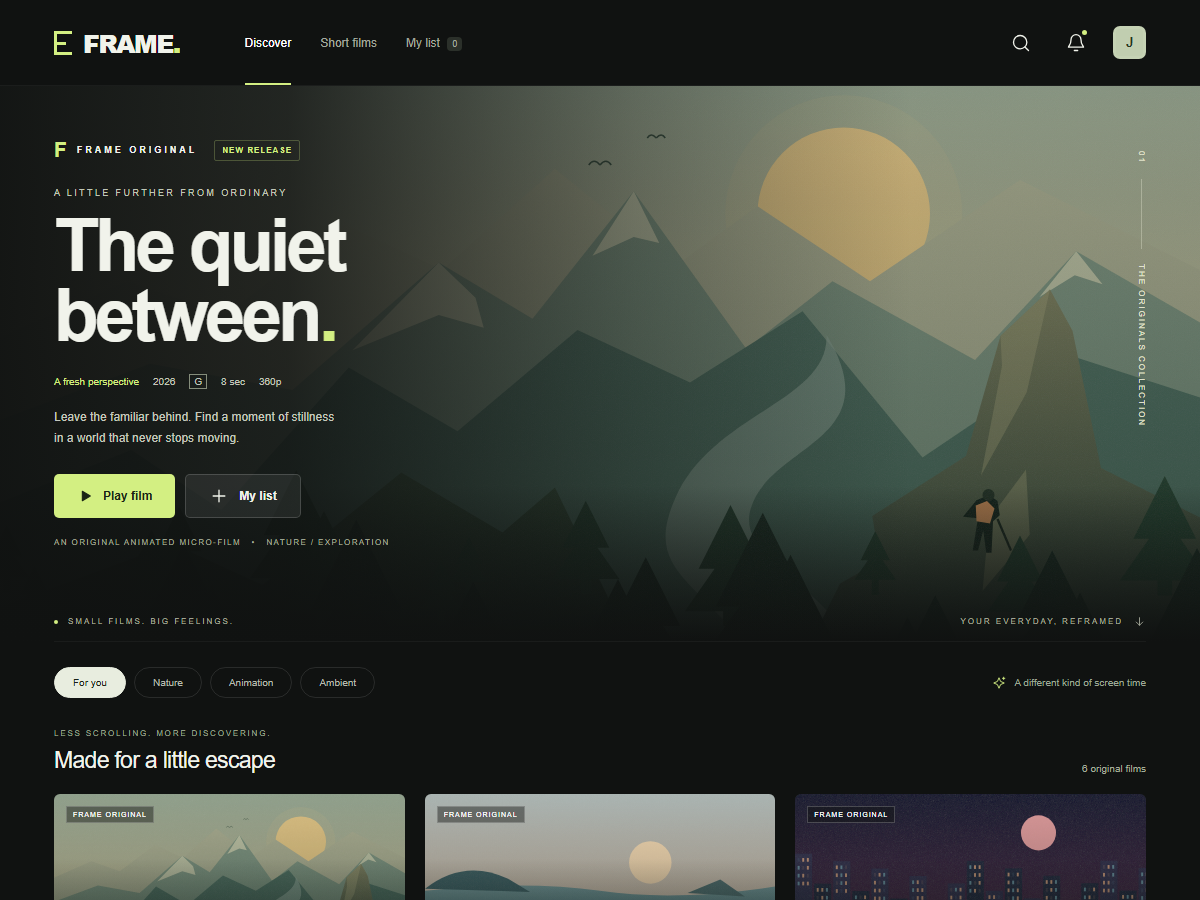 FRAME.
Discover
Short films
My list 0
J
F FRAME ORIGINAL
NEW RELEASE
01
THE ORIGINALS COLLECTION
A LITTLE FURTHER FROM ORDINARY
The quiet
between.
A fresh perspective 2026 G 8 sec 360p
Leave the familiar behind. Find a moment of stillness
in a world that never stops moving.
Play film
My list
AN ORIGINAL ANIMATED MICRO-FILM • NATURE / EXPLORATION
SMALL FILMS. BIG FEELINGS.
YOUR EVERYDAY, REFRAMED
For you
Nature
Animation
Ambient
A different kind of screen time
LESS SCROLLING. MORE DISCOVERING.
Made for a little escape
6 original films
FRAME ORIGINAL
FRAME ORIGINAL
FRAME ORIGINAL